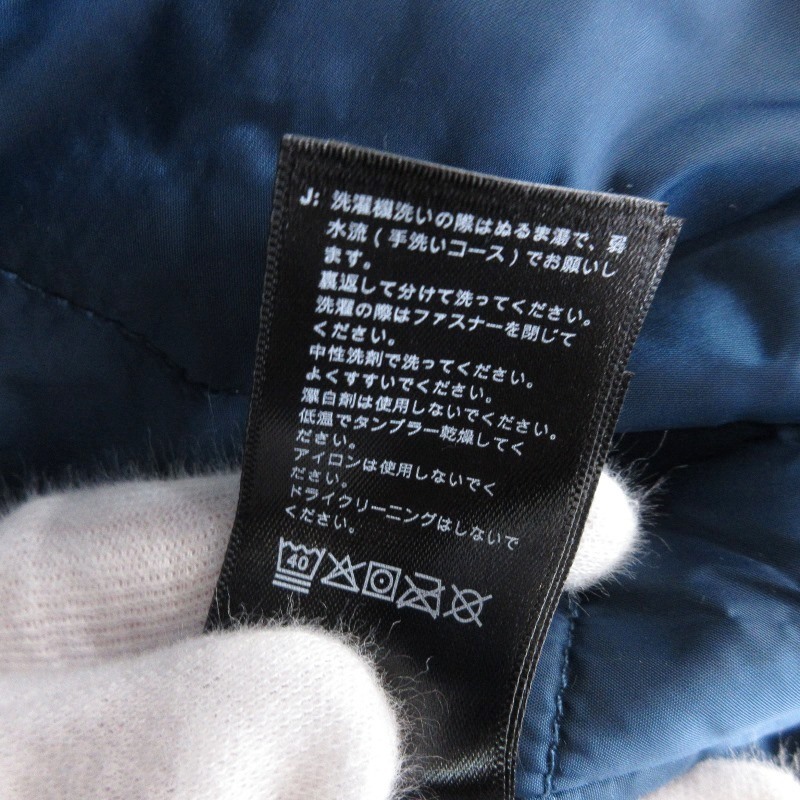 J: 洗濯機洗いの際はぬるま湯で、弱
水流 ( 手洗いコース ) でお願いし
ます。
裏返して分けて洗ってください。
洗濯の際はファスナーを閉じて
ください。
中性洗剤で洗ってください。
よくすすいでください。
漂白剤は使用しないでください。
低温でタンブラー乾燥してく
ださい。
アイロンは使用しないでく
ださい。
ドライクリーニングはしないで
ください。
40